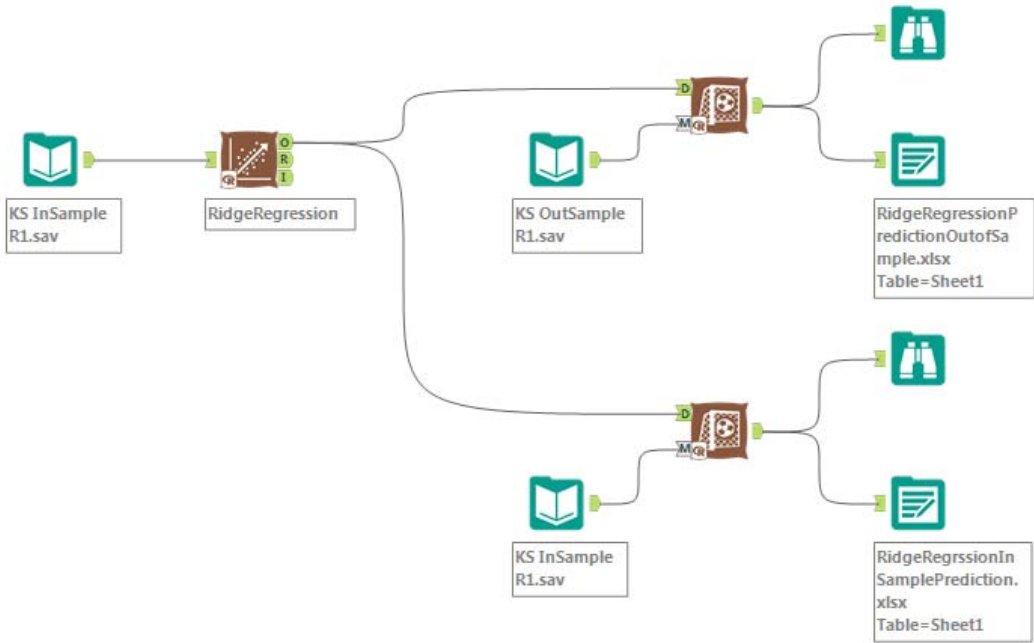 D
M
O
R
I
KS InSample
R1.sav
RidgeRegression
KS OutSample
R1.sav
RidgeRegressionP
redictionOutofSa
mple.xlsx
Table=Sheet1
D
M
KS InSample
R1.sav
RidgeRegrssionIn
SamplePrediction.
xlsx
Table=Sheet1